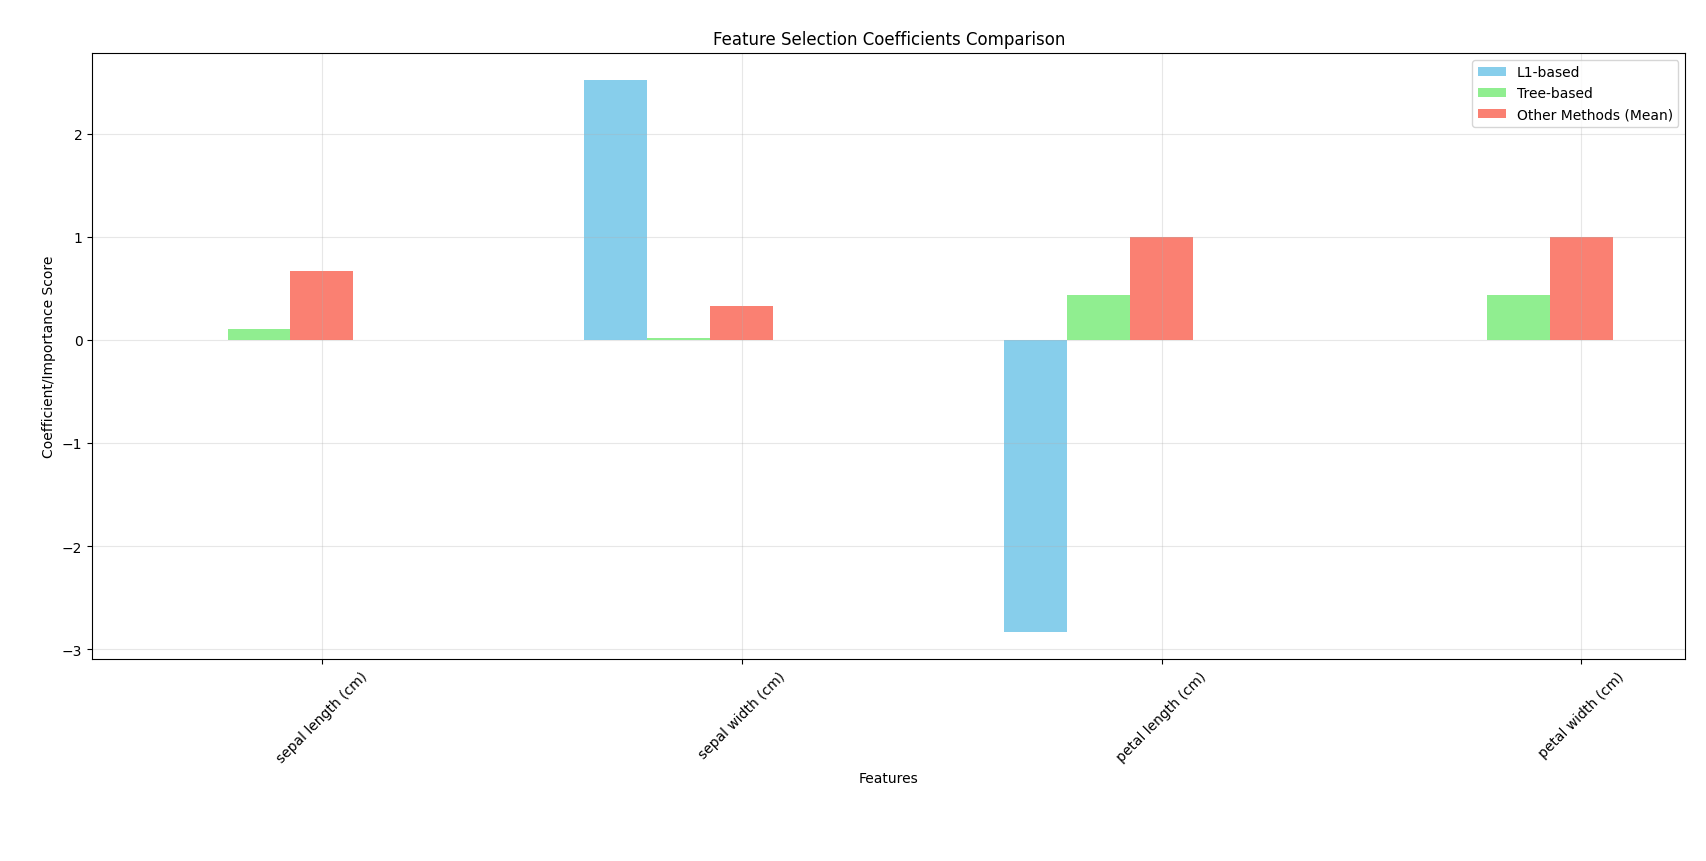 Feature Selection Coefficients Comparison
L1-based
Tree-based
Other Methods (Mean)
Coefficient/Importance Score
2
1
0
−1
−2
−3
sepal length (cm)
sepal width (cm)
petal length (cm)
petal width (cm)
Features